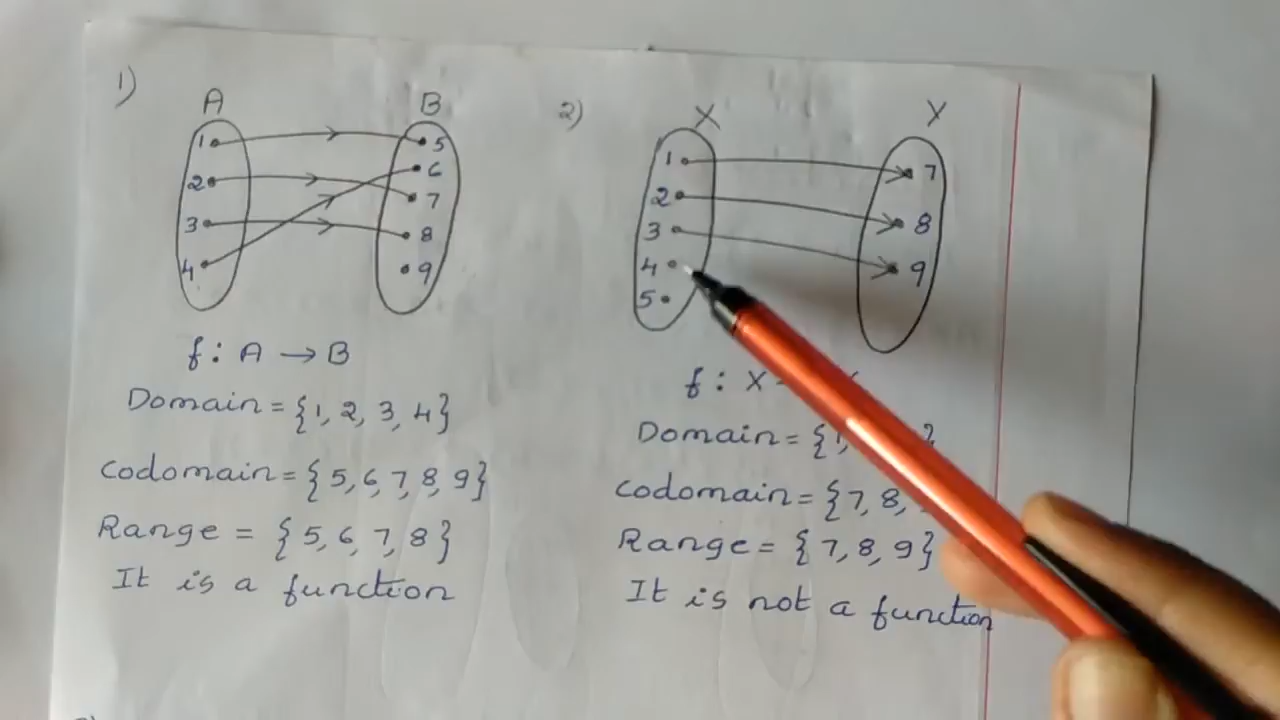 1)
A B
1 5
2 6
3 7
4 8
9
f : A → B
Domain = {1, 2, 3, 4}
Codomain = {5, 6, 7, 8, 9}
Range = {5, 6, 7, 8}
It is a function
2)
X Y
1 7
2 8
3 9
4
5
f : X
Domain = {1, }
Codomain = {7, 8,
Range = {7, 8, 9}
It is not a function